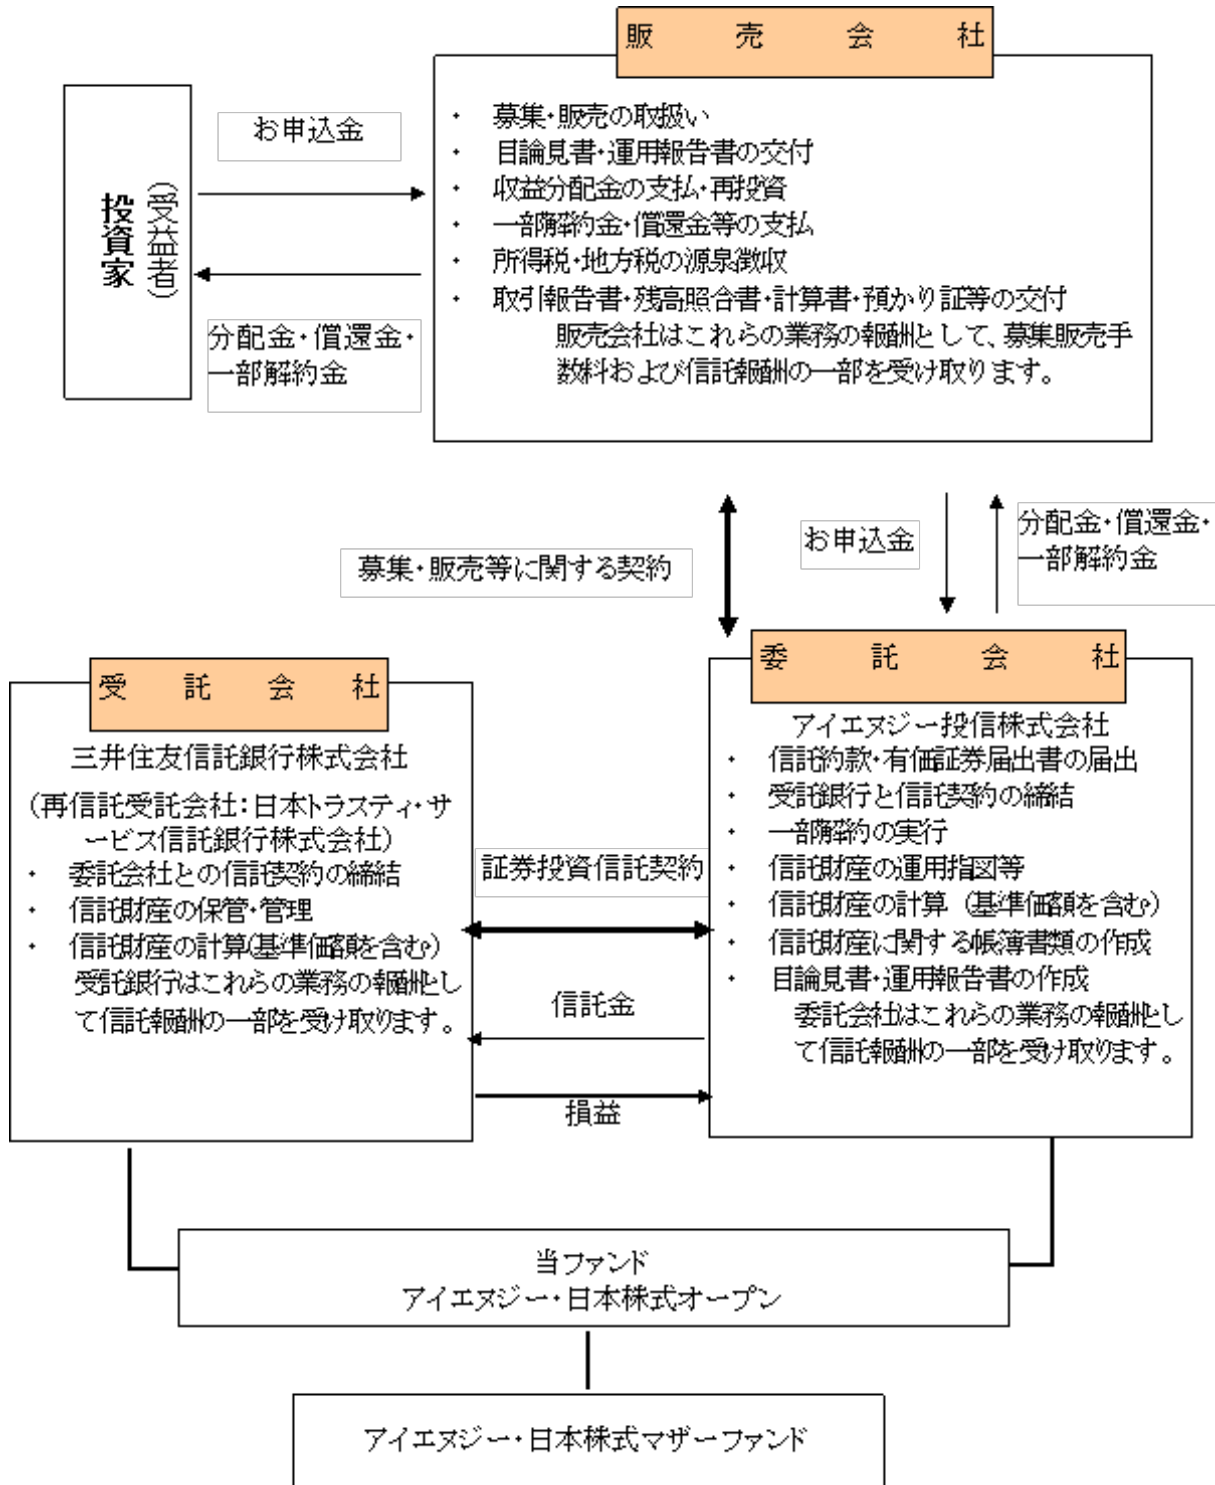 販売会社
投資家
(受益者)
お申込金
分配金・償還金・
一部解約金
・ 募集・販売の取扱い
・ 目論見書・運用報告書の交付
・ 収益分配金の支払・再投資
・ 一部解約金・償還金等の支払
・ 所得税・地方税の源泉徴収
・ 取引報告書・残高照合書・計算書・預かり証等の交付
販売会社はこれらの業務の報酬として、募集販売手
数料および信託報酬の一部を受け取ります。
募集・販売等に関する契約
お申込金
分配金・償還金・
一部解約金
受託会社
三井住友信託銀行株式会社
(再信託受託会社:日本トラスティ・サ
ービス信託銀行株式会社)
・ 委託会社との信託契約の締結
・ 信託財産の保管・管理
・ 信託財産の計算(基準価額を含む)
受託銀行はこれらの業務の報酬とし
て信託報酬の一部を受け取ります。
証券投資信託契約
信託金
損益
委託会社
アイエヌジー投信株式会社
・ 信託約款・有価証券届出書の届出
・ 受託銀行と信託契約の締結
・ 一部解約の実行
・ 信託財産の運用指図等
・ 信託財産の計算 (基準価額を含む)
・ 信託財産に関する帳簿書類の作成
・ 目論見書・運用報告書の作成
委託会社はこれらの業務の報酬とし
て信託報酬の一部を受け取ります。
当ファンド
アイエヌジー・日本株式オープン
アイエヌジー・日本株式マザーファンド